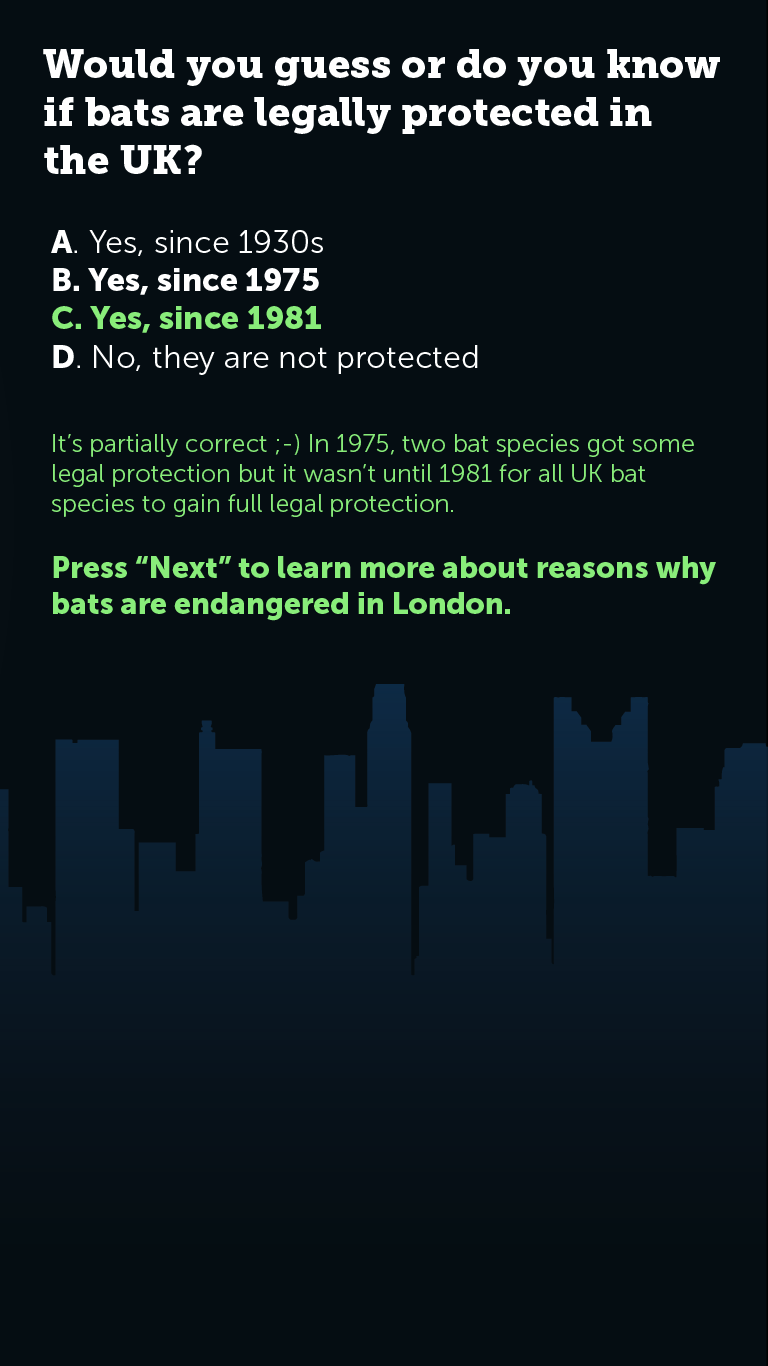 Would you guess or do you know
if bats are legally protected in
the UK?
A. Yes, since 1930s
B. Yes, since 1975
C. Yes, since 1981
D. No, they are not protected
It’s partially correct ;-) In 1975, two bat species got some
legal protection but it wasn’t until 1981 for all UK bat
species to gain full legal protection.
Press “Next” to learn more about reasons why
bats are endangered in London.